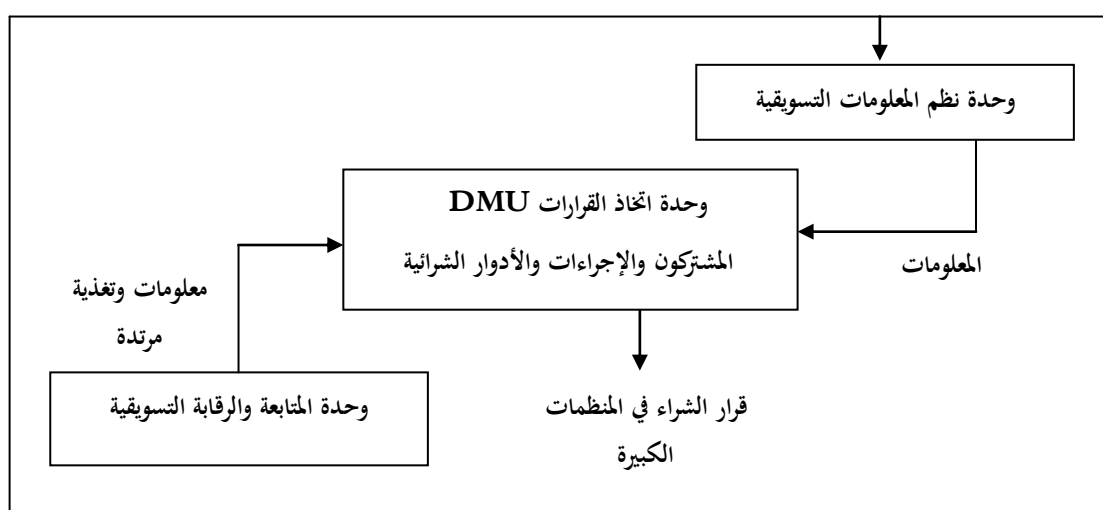 وحدة نظم المعلومات التسويقية
وحدة اتخاذ القرارات DMU
المشتركون والإجراءات والأدوار الشرائية
المعلومات
معلومات وتغذية
مرتدة
وحدة المتابعة والرقابة التسويقية
قرار الشراء في المنظمات
الكبيرة